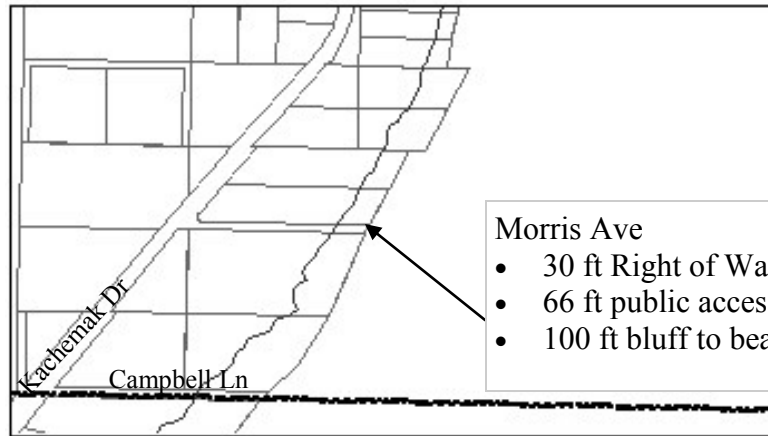 Morris Ave
• 30 ft Right of Wa
• 66 ft public acces
• 100 ft bluff to bea
Kachemak Dr
Campbell Ln